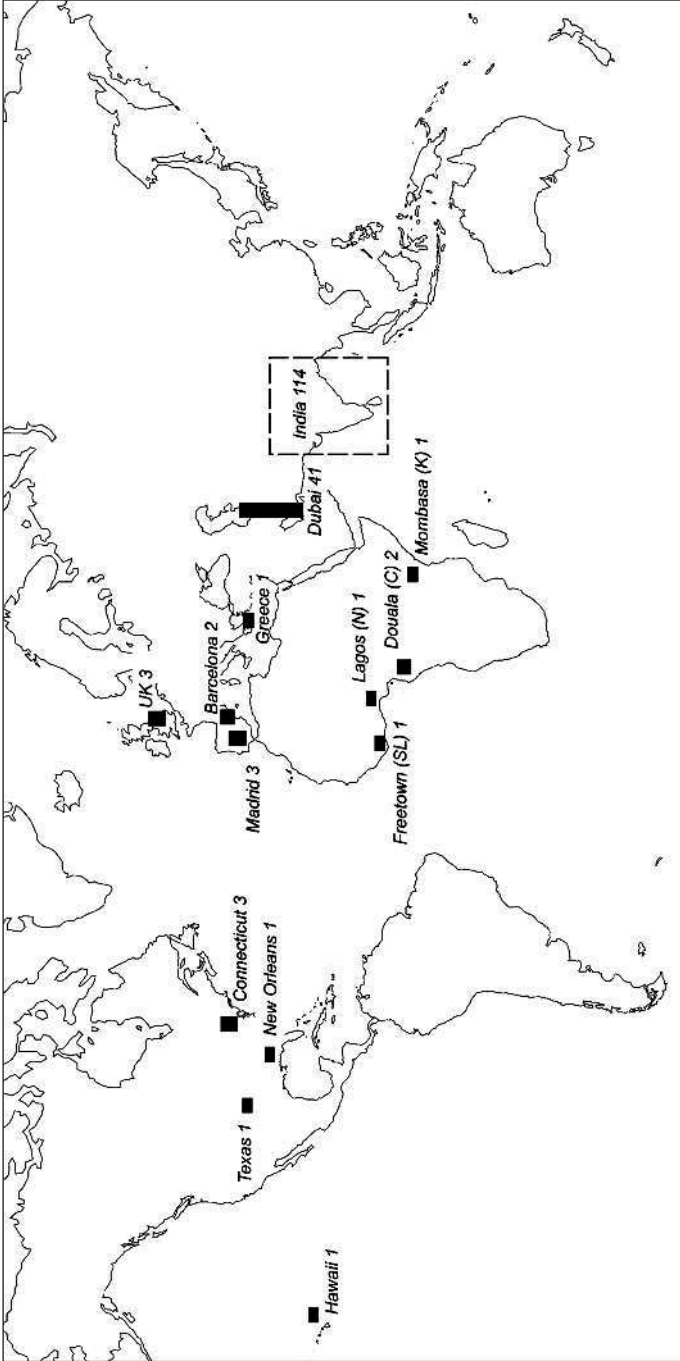 UK 3
Barcelona 2
Madrid 3
Greece 1
Dubai 41
India 114
Connecticut 3
New Orleans 1
Texas 1
Hawaii 1
Lagos (N) 1
Douala (C) 2
Mombasa (K) 1
Freetown (SL) 1